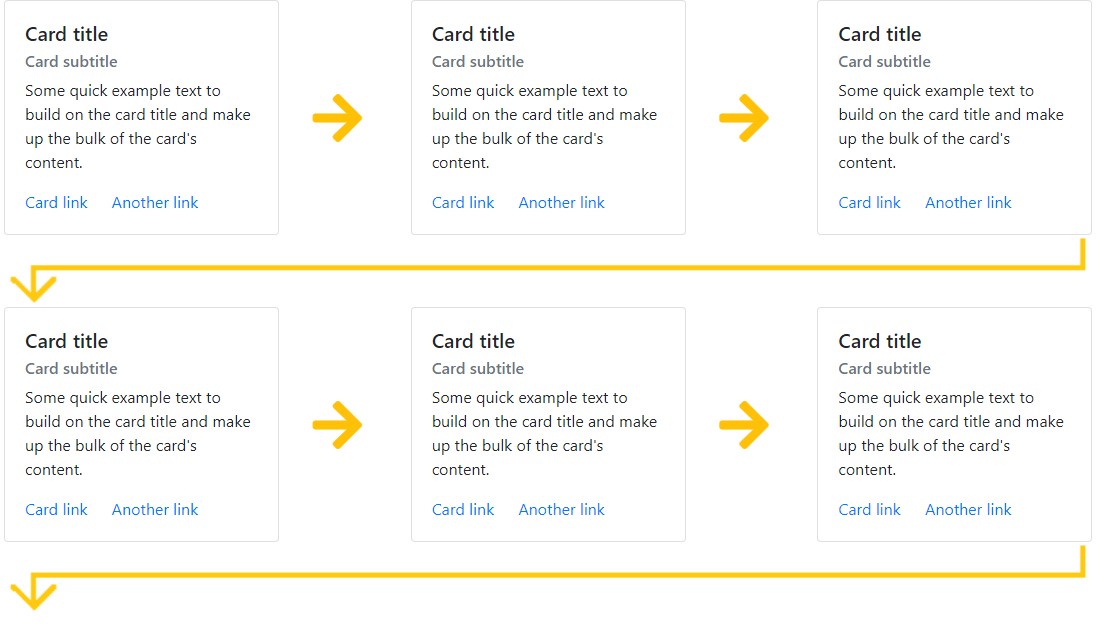 Card title
Card subtitle
Some quick example text to
build on the card title and make
up the bulk of the card's
content.
Card link Another link
Card title
Card subtitle
Some quick example text to
build on the card title and make
up the bulk of the card's
content.
Card link Another link
Card title
Card subtitle
Some quick example text to
build on the card title and make
up the bulk of the card's
content.
Card link Another link
Card title
Card subtitle
Some quick example text to
build on the card title and make
up the bulk of the card's
content.
Card link Another link
Card title
Card subtitle
Some quick example text to
build on the card title and make
up the bulk of the card's
content.
Card link Another link
Card title
Card subtitle
Some quick example text to
build on the card title and make
up the bulk of the card's
content.
Card link Another link